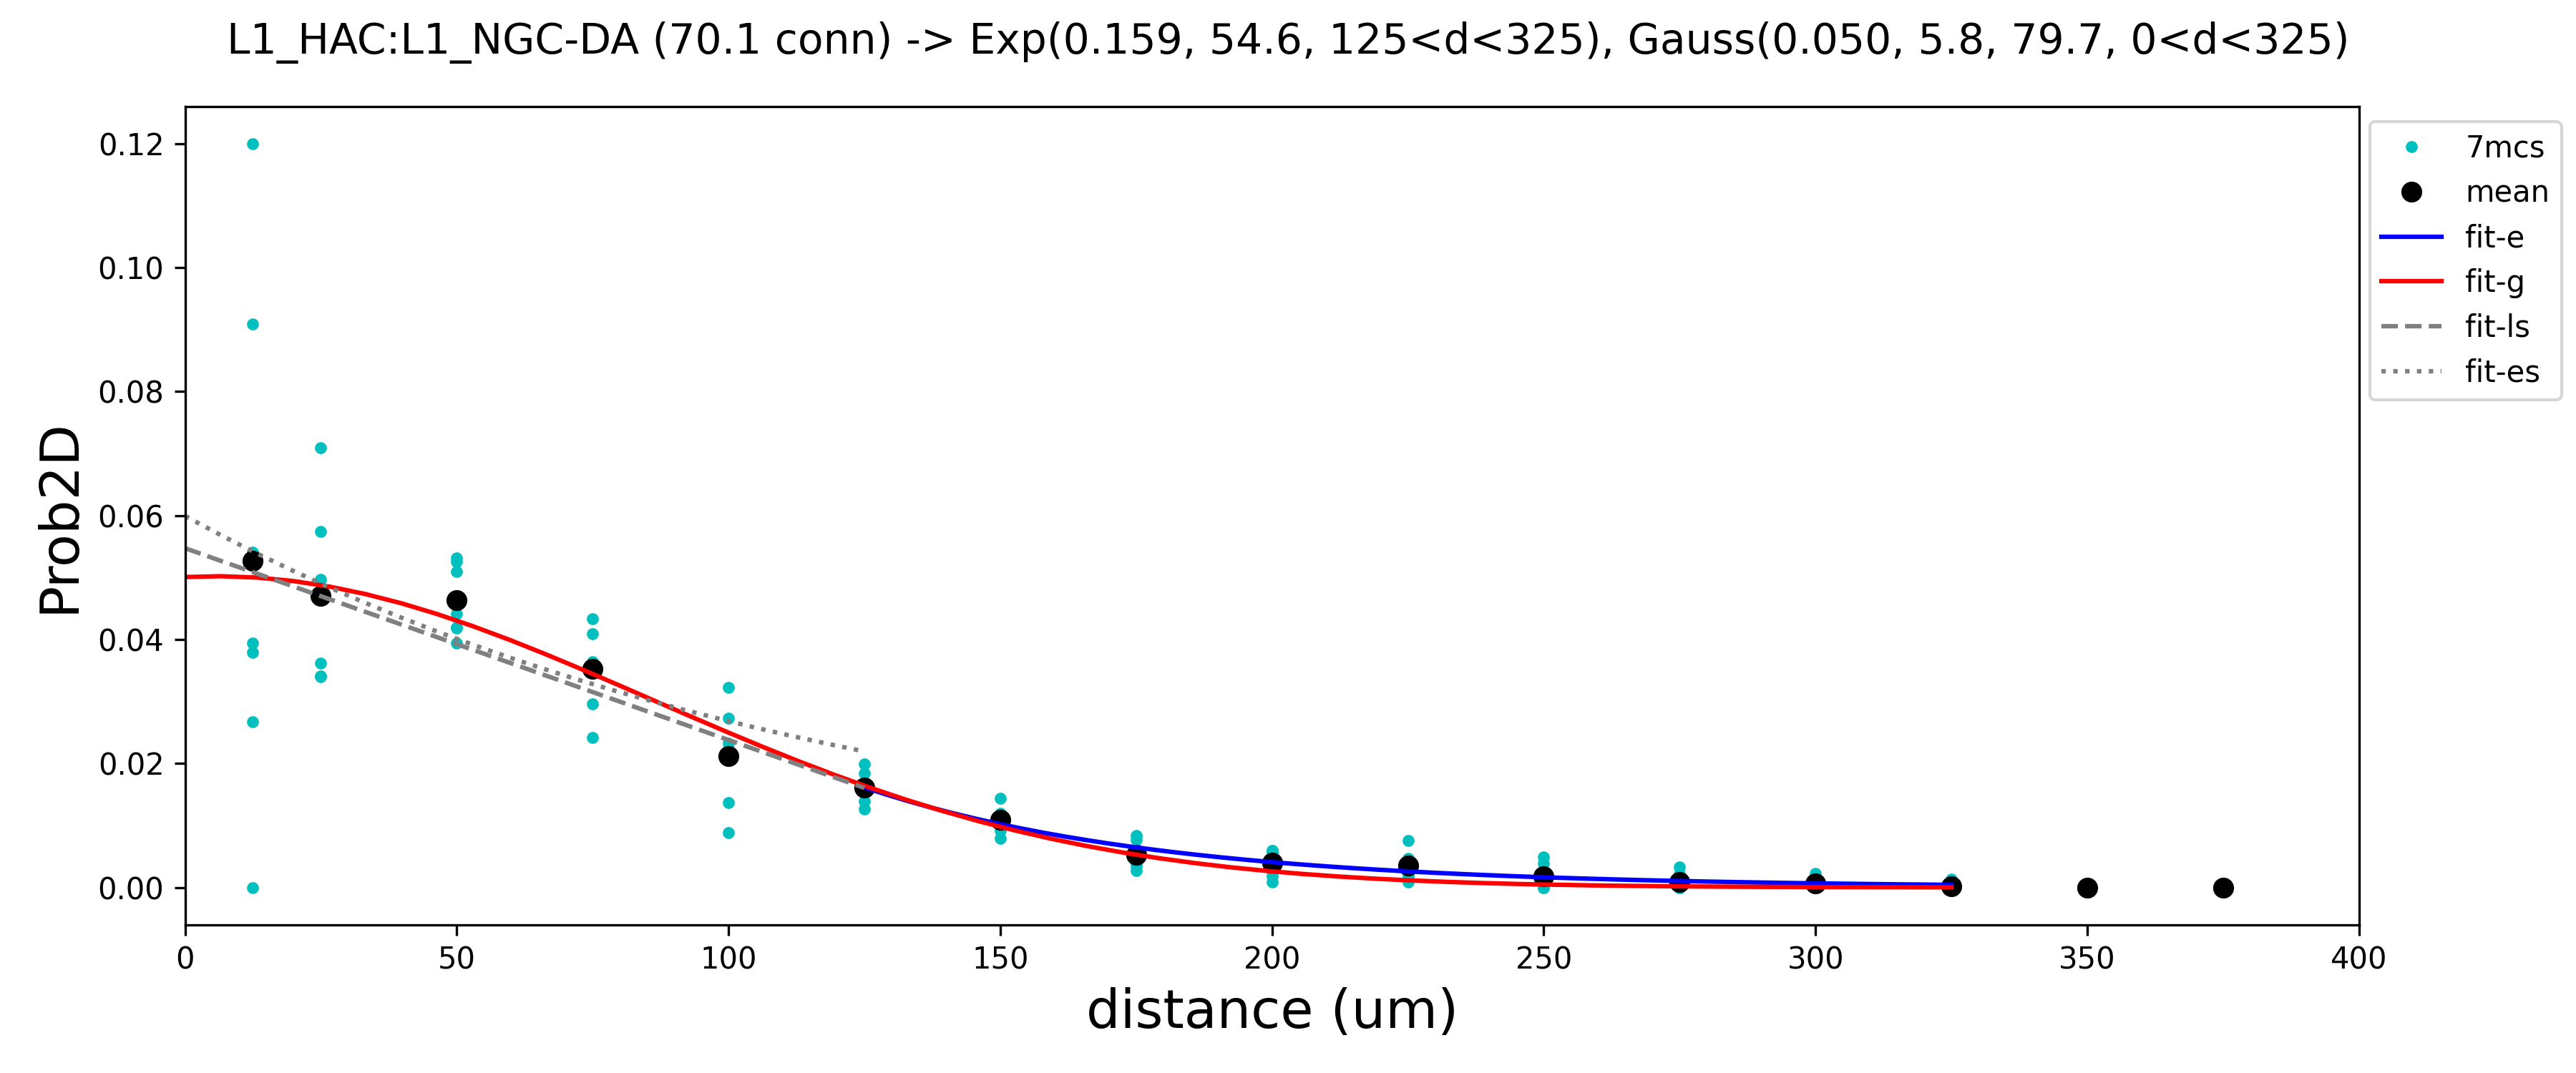 L1_HAC:L1_NGC-DA (70.1 conn) -> Exp(0.159, 54.6, 125<d<325), Gauss(0.050, 5.8, 79.7, 0<d<325)
0.12
0.10
0.08
0.06
0.04
0.02
0.00
Prob2D
0 50 100 150 200 250 300 350 400
distance (um)
7mcs
mean
fit-e
fit-g
fit-ls
fit-es